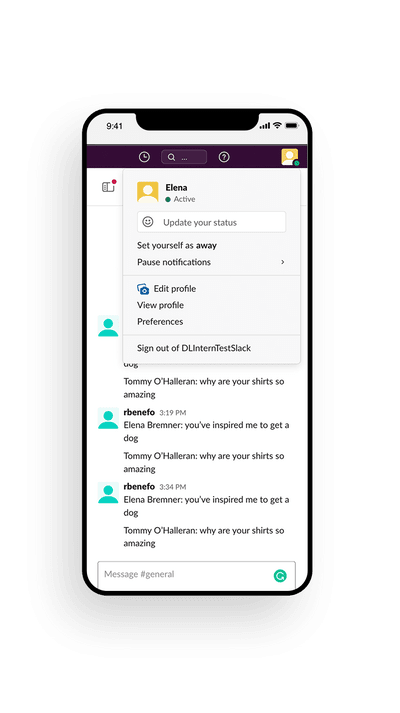 9:41
...
Elena
Active
Update your status
Set yourself as away
Pause notifications
Edit profile
View profile
Preferences
Sign out of DLInternTestSlack
dog
Tommy O'Halleran: why are your shirts so
amazing
rbenefo 3:19 PM
Elena Bremner: you've inspired me to get a
dog
Tommy O'Halleran: why are your shirts so
amazing
rbenefo 3:34 PM
Elena Bremner: you've inspired me to get a
dog
Tommy O'Halleran: why are your shirts so
amazing
Message #general